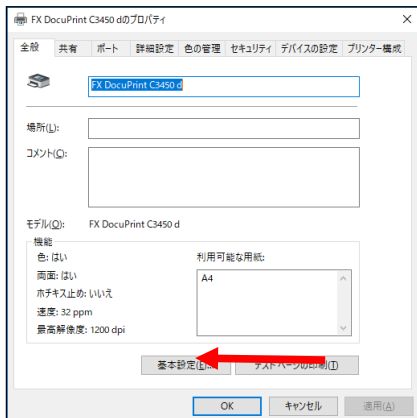 FX DocuPrint C3450 dのプロパティ
全般 共有 ポート 詳細設定 色の管理 セキュリティ デバイスの設定 プリンター構成
FX DocuPrint C3450 d
場所(L):
コメント(C):
モデル(O): FX DocuPrint C3450 d
機能
色: はい
利用可能な用紙:
両面: はい
A4
ホチキス止め: いいえ
速度: 32 ppm
最高解像度: 1200 dpi
基本設定(E)... テストページの印刷(T)
OK キャンセル 適用(A)